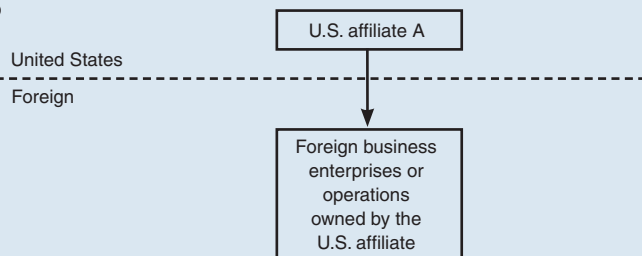 U.S. affiliate A
United States
Foreign
Foreign business
enterprises or
operations
owned by the
U.S. affiliate